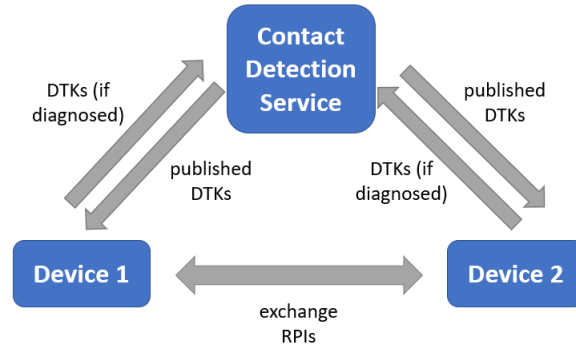 Contact
Detection
Service
DTKs (if
diagnosed)
published
DTKs
published
DTKs
DTKs (if
diagnosed)
Device 1
Device 2
exchange
RPIs